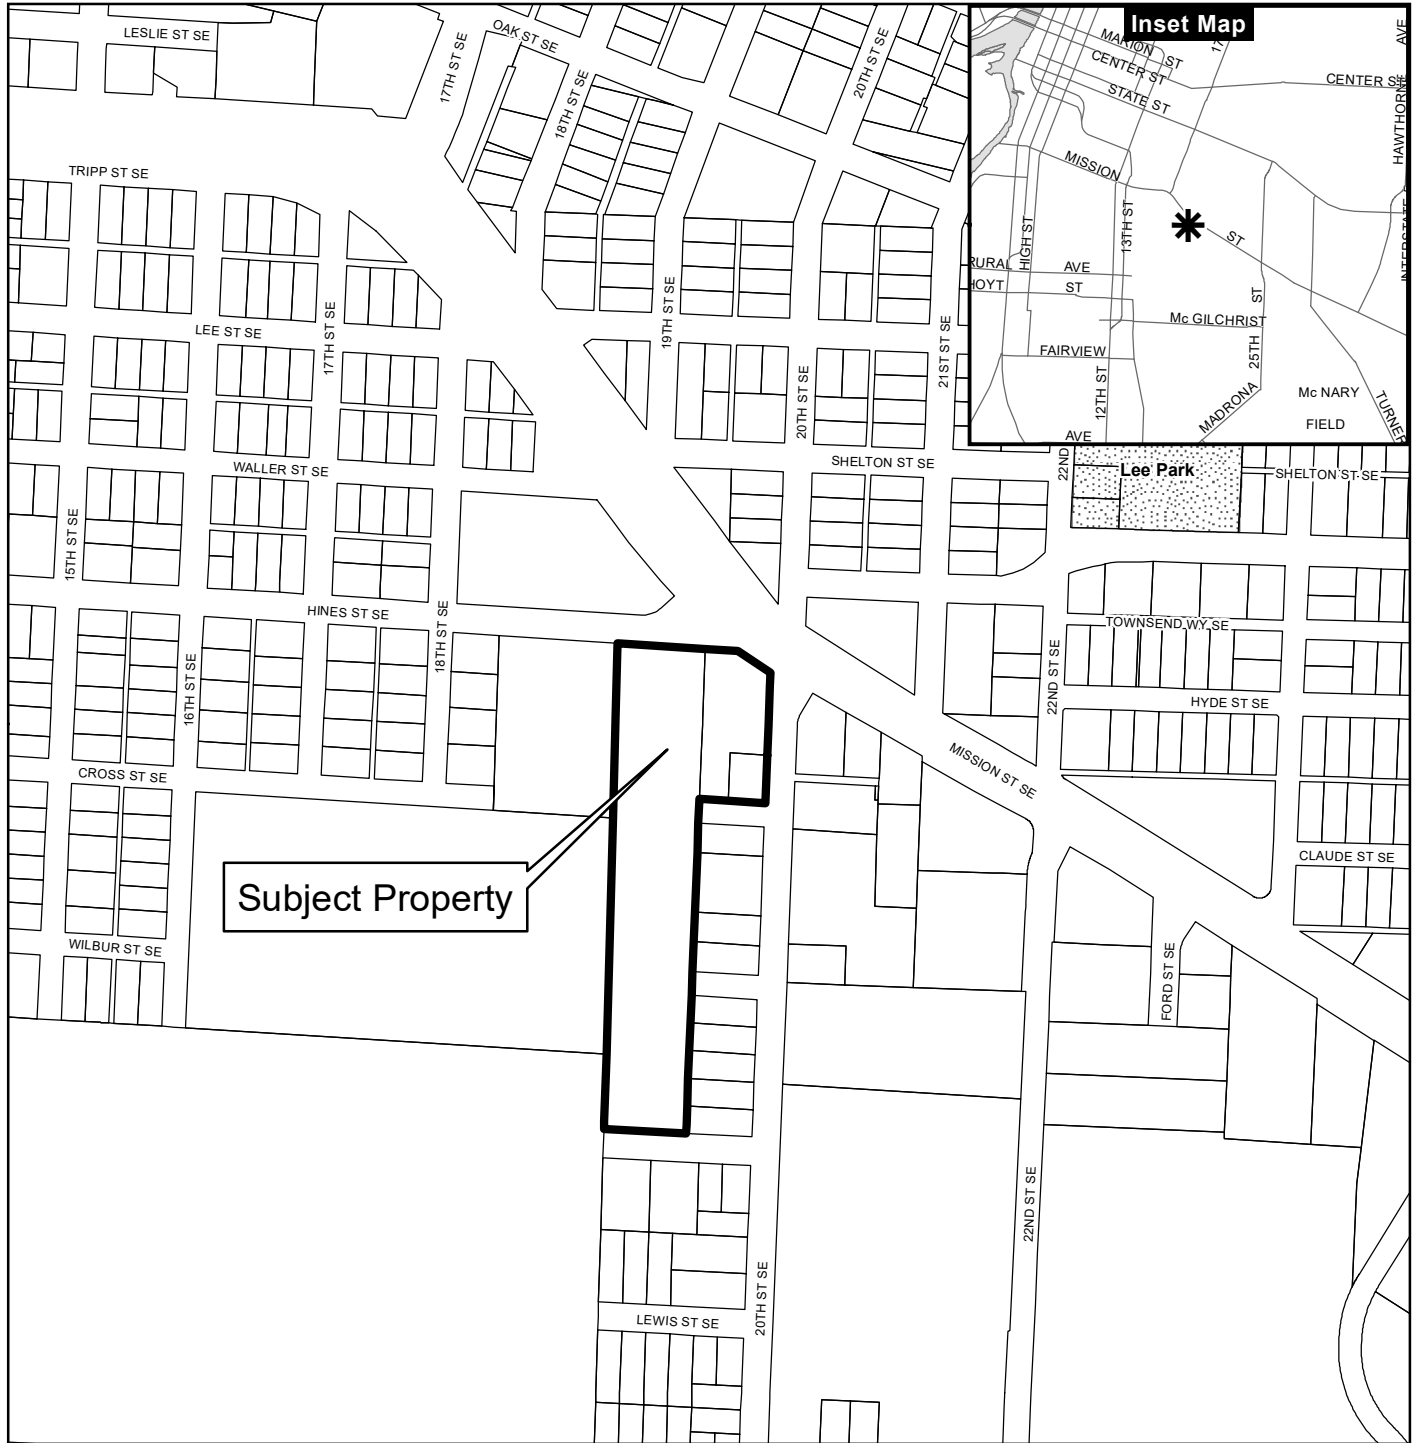 LESLIE ST SE
OAK ST SE
17TH ST SE
18TH ST SE
20TH ST SE
Inset Map
MARION ST
CENTER ST
STATE ST
17
CENTER ST
AVE
HAWTHORNE
INTERSTATE
MISSION
ST
HIGH ST
13TH ST
RURAL AVE
HOYT ST
Mc GILCHRIST
25TH ST
FAIRVIEW
12TH ST
MADRONA
Mc NARY
FIELD
TURNER
AVE
TRIPP ST SE
LEE ST SE
17TH ST SE
19TH ST SE
20TH ST SE
21ST ST SE
WALLER ST SE
SHELTON ST SE
22ND
Lee Park
SHELTON ST SE
15TH ST SE
HINES ST SE
18TH ST SE
16TH ST SE
TOWNSEND WY SE
22ND ST SE
HYDE ST SE
MISSION ST SE
CROSS ST SE
CLAUDE ST SE
Subject Property
WILBUR ST SE
FORD ST SE
22ND ST SE
20TH ST SE
LEWIS ST SE